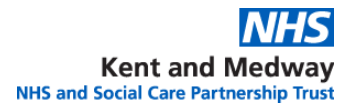 NHS
Kent and Medway
NHS and Social Care Partnership Trust